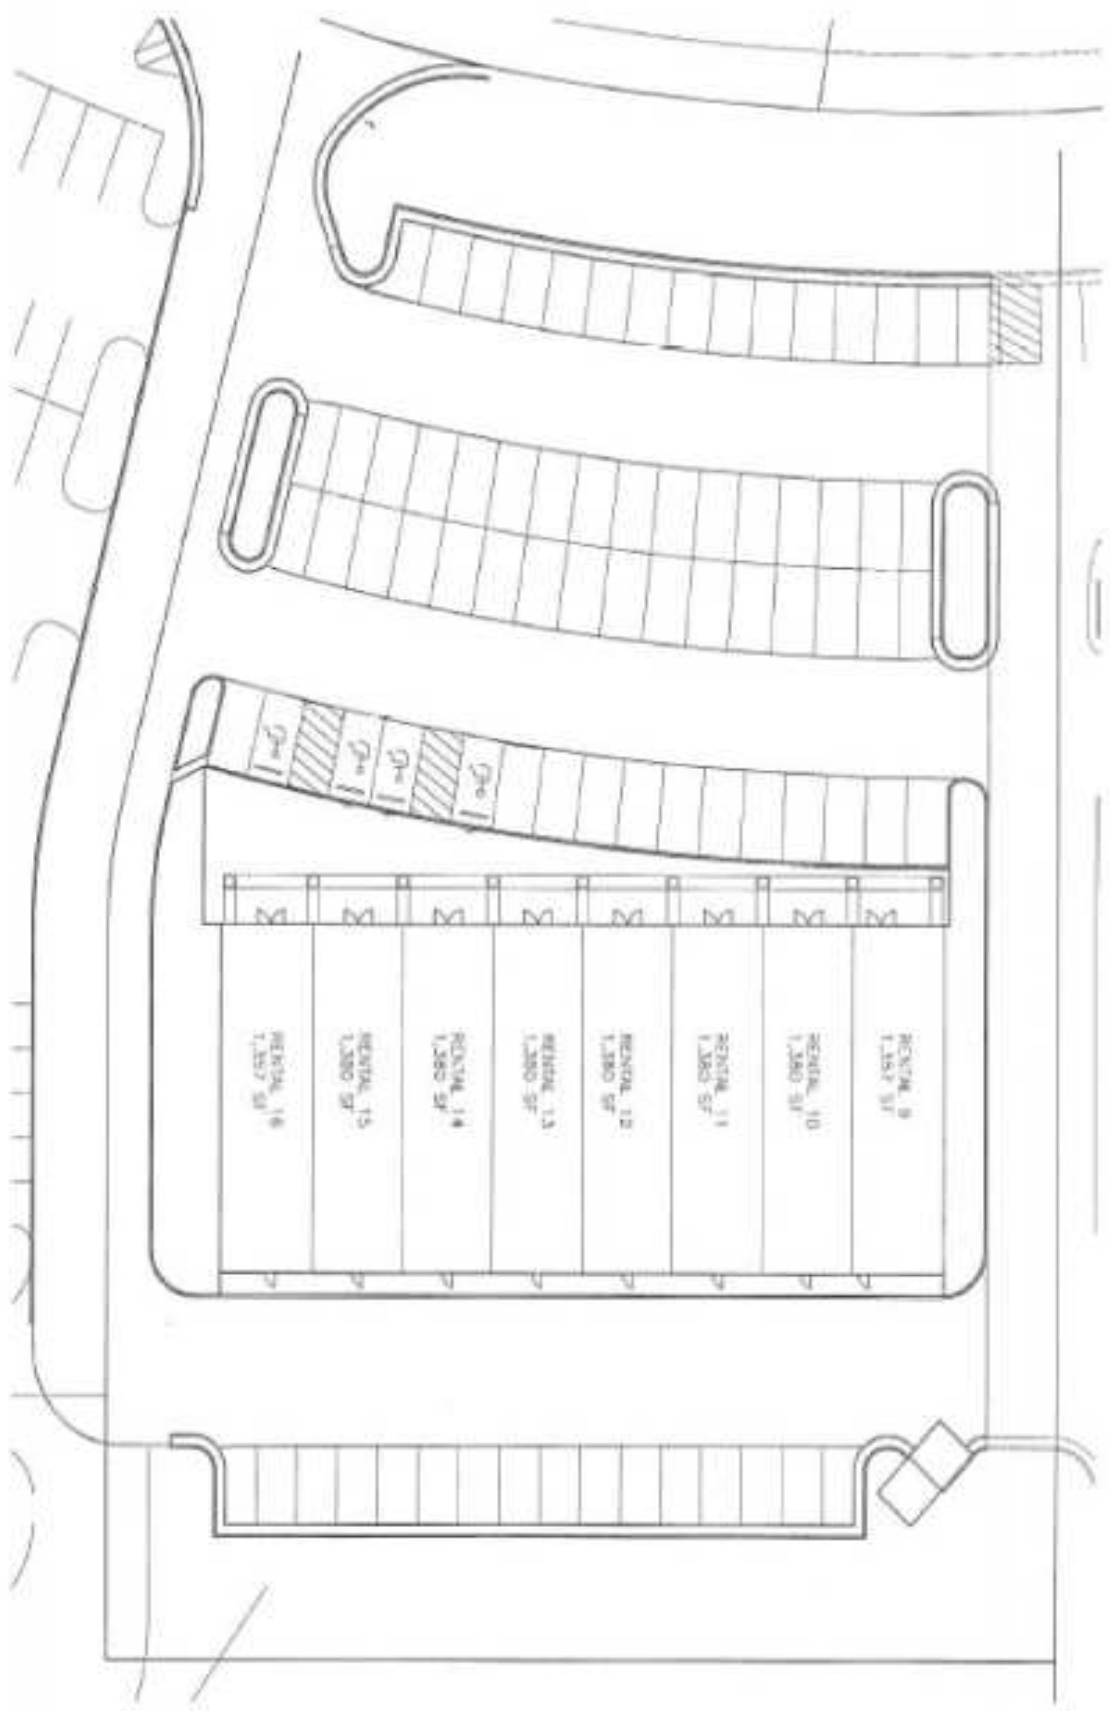 RENTAL 16
1,357 SF
RENTAL 15
1,380 SF
RENTAL 14
1,380 SF
RENTAL 13
1,380 SF
RENTAL 12
1,380 SF
RENTAL 11
1,380 SF
RENTAL 10
1,380 SF
RENTAL 9
1,357 SF